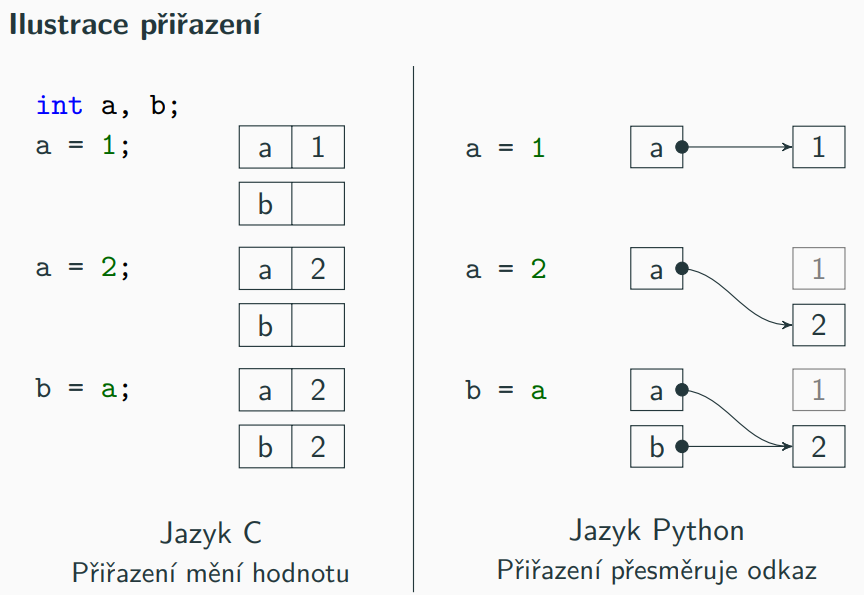 Ilustrace přiřazení
int a, b;
a = 1;
a 1
b
a = 2;
a 2
b
b = a;
a 2
b 2
Jazyk C
Přiřazení mění hodnotu
a = 1
a 1
a = 2
a 1
2
b = a
a 1
b 2
Jazyk Python
Přiřazení přesměruje odkaz